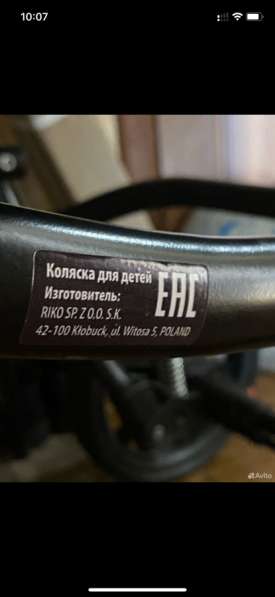 10:07
Коляска для детей
Изготовитель:
EAC
RIKO SP. Z O.O. S.K.
42-100 Kłobuck, ul. Witosa 5, POLAND
Avito